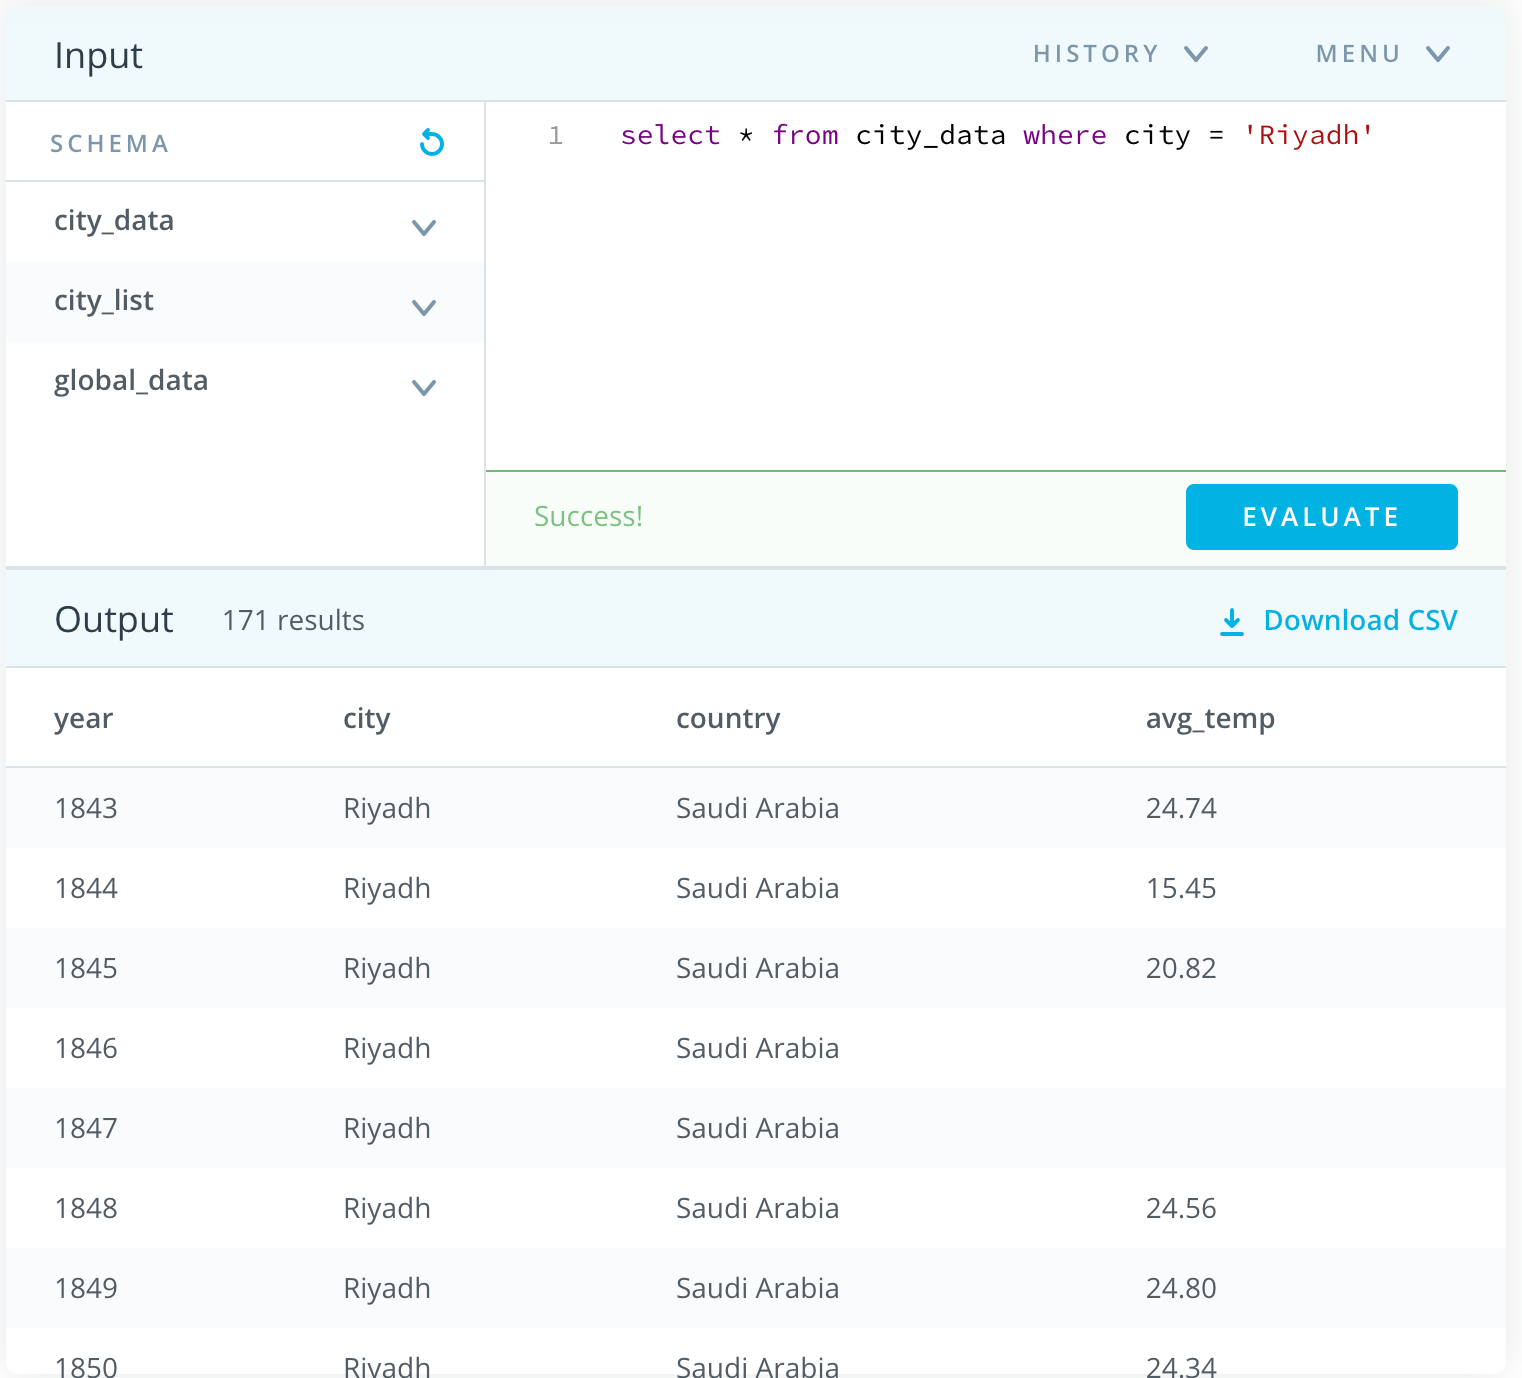 Input HISTORY MENU
SCHEMA
city_data
city_list
global_data
1 select * from city_data where city = 'Riyadh'
Success! EVALUATE
Output 171 results Download CSV
year city country avg_temp
1843 Riyadh Saudi Arabia 24.74
1844 Riyadh Saudi Arabia 15.45
1845 Riyadh Saudi Arabia 20.82
1846 Riyadh Saudi Arabia
1847 Riyadh Saudi Arabia
1848 Riyadh Saudi Arabia 24.56
1849 Riyadh Saudi Arabia 24.80
1850 Riyadh Saudi Arabia 24.34